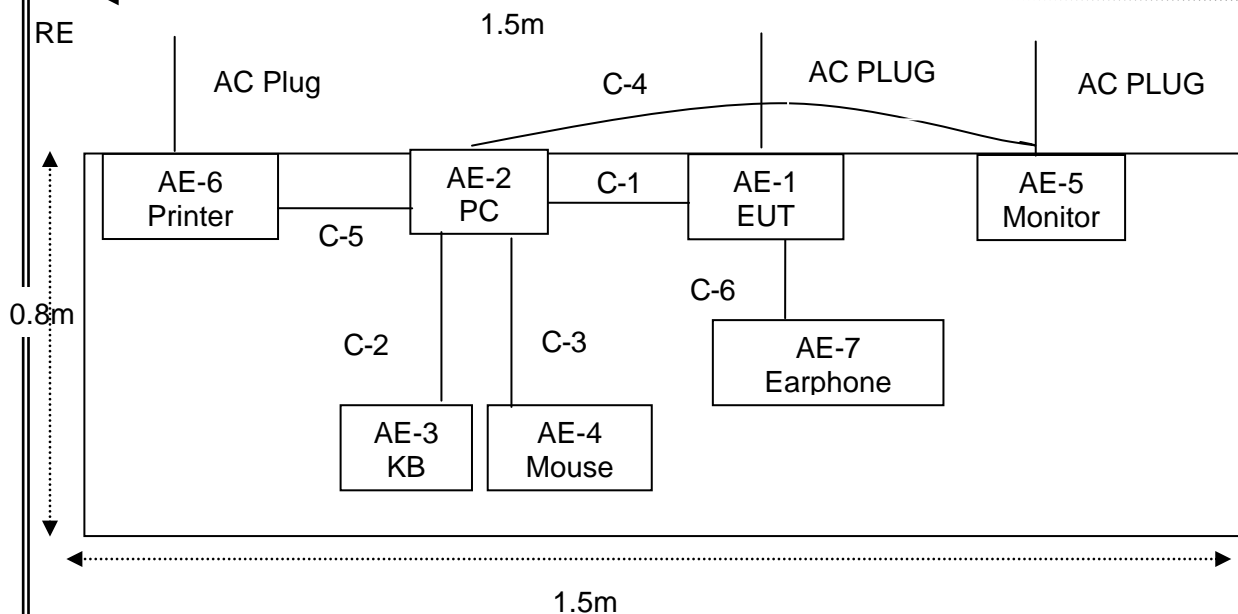 1.5m
RE
AC Plug
C-4
AC PLUG
AC PLUG
AE-6
Printer
AE-2
PC
C-1
AE-1
EUT
AE-5
Monitor
C-5
C-6
0.8m
C-2
C-3
AE-7
Earphone
AE-3
KB
AE-4
Mouse
1.5m